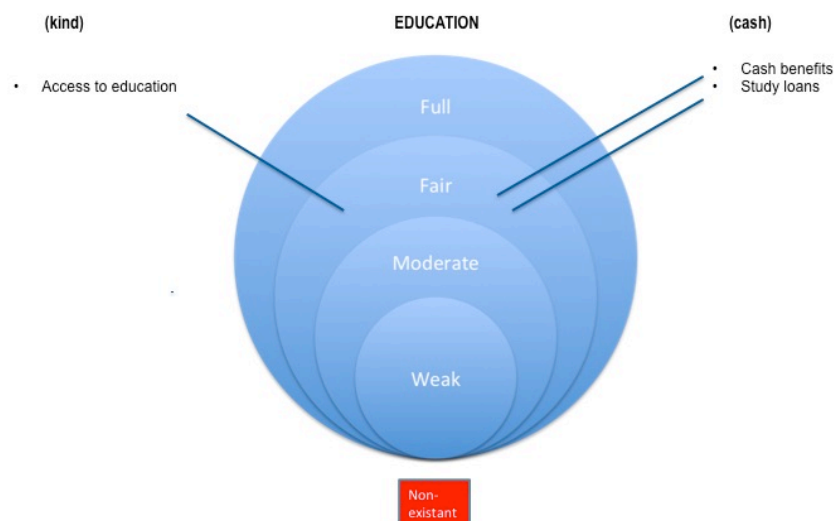 (kind)
EDUCATION
(cash)
• Access to education
• Cash benefits
• Study loans
Full
Fair
Moderate
Weak
Non-
existant